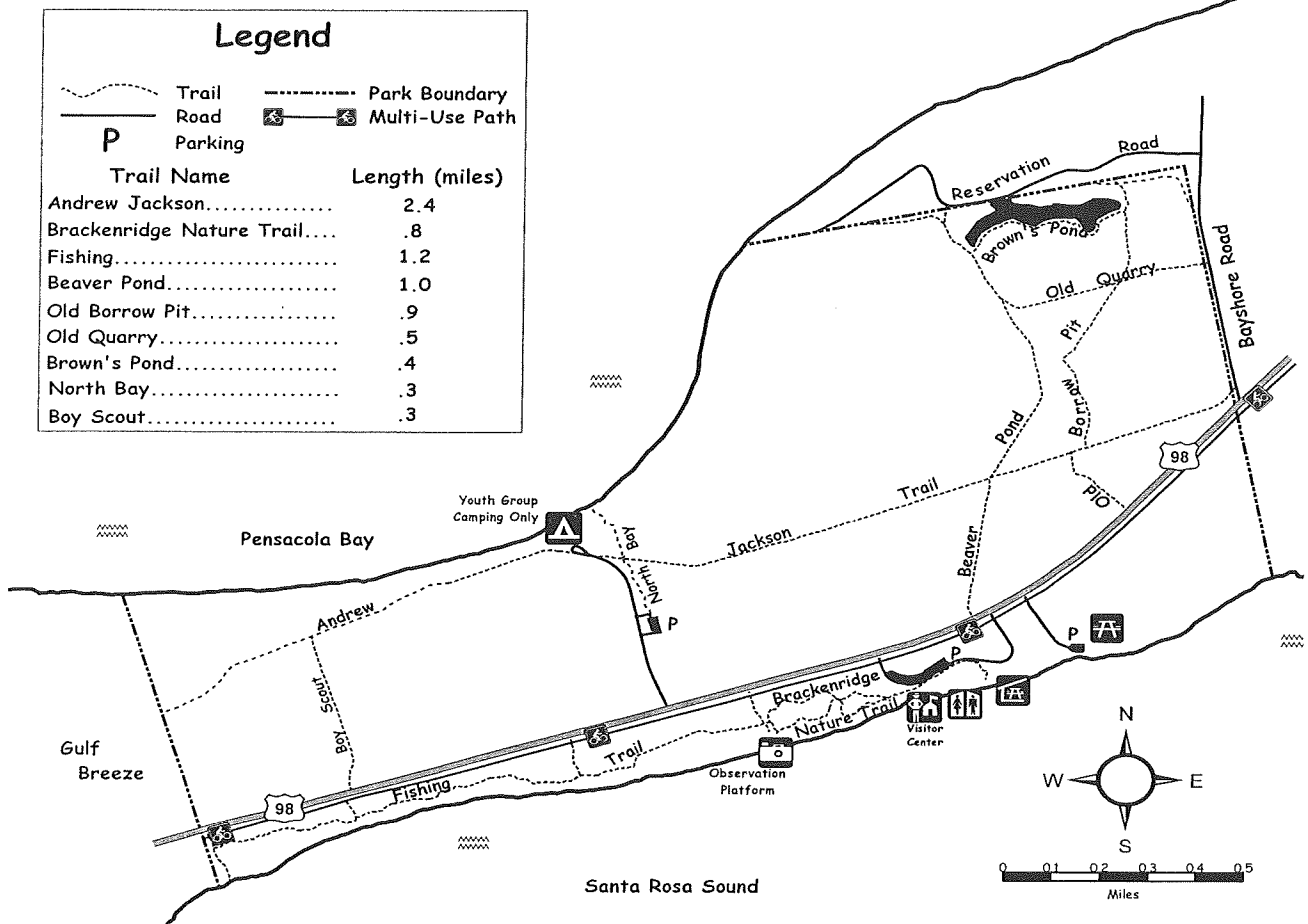 Legend
Trail
Park Boundary
Road
Multi-Use Path
P
Parking
Trail Name Length (miles)
Andrew Jackson............... 2.4
Brackenridge Nature Trail.... .8
Fishing........................ 1.2
Beaver Pond................... 1.0
Old Borrow Pit................ .9
Old Quarry.................... .5
Brown's Pond.................. .4
North Bay..................... .3
Boy Scout..................... .3
Reservation Road
Brown's Pond
Old Quarry
Bayshore Road
Old Borrow Pit
Beaver Pond
98
Youth Group
Camping Only
Pensacola Bay
North Bay
Andrew Jackson Trail
P
P
P
Boy Scout
Brackenridge
Nature Trail
Visitor
Center
Gulf
Breeze
Fishing Trail
Observation
Platform
98
Santa Rosa Sound
N
W E
S
0 0.1 0.2 0.3 0.4 0.5
Miles